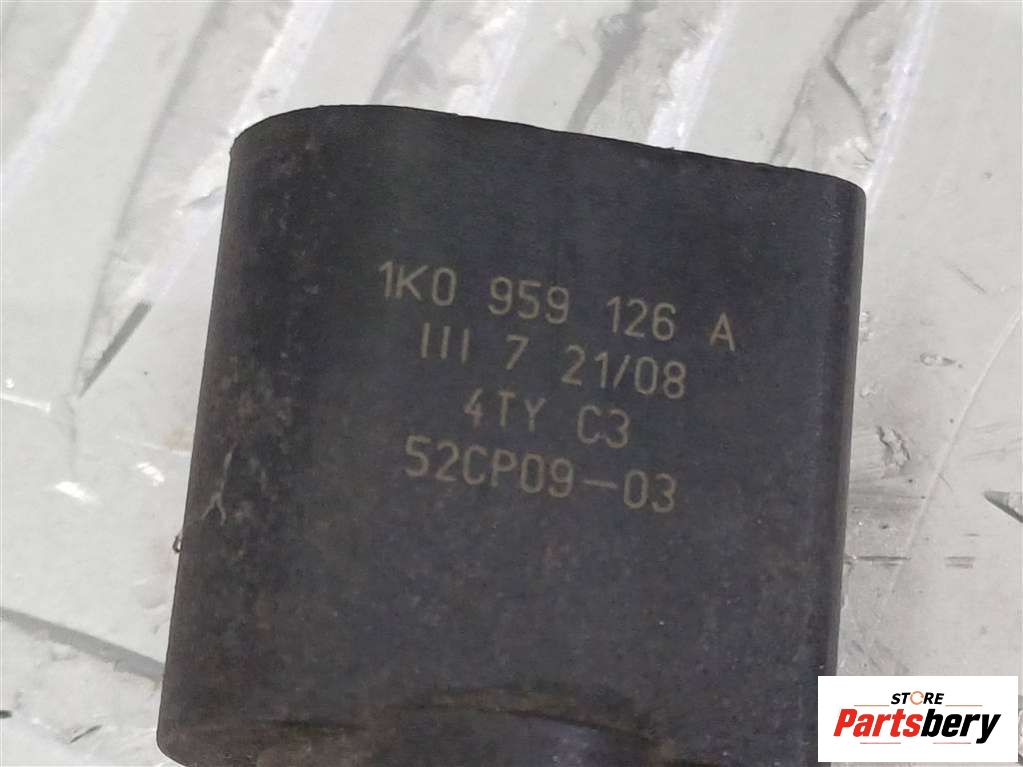 1K0 959 126 A
III 7 21/08
4TY C3
52CP09-03
STORE
Partsbery